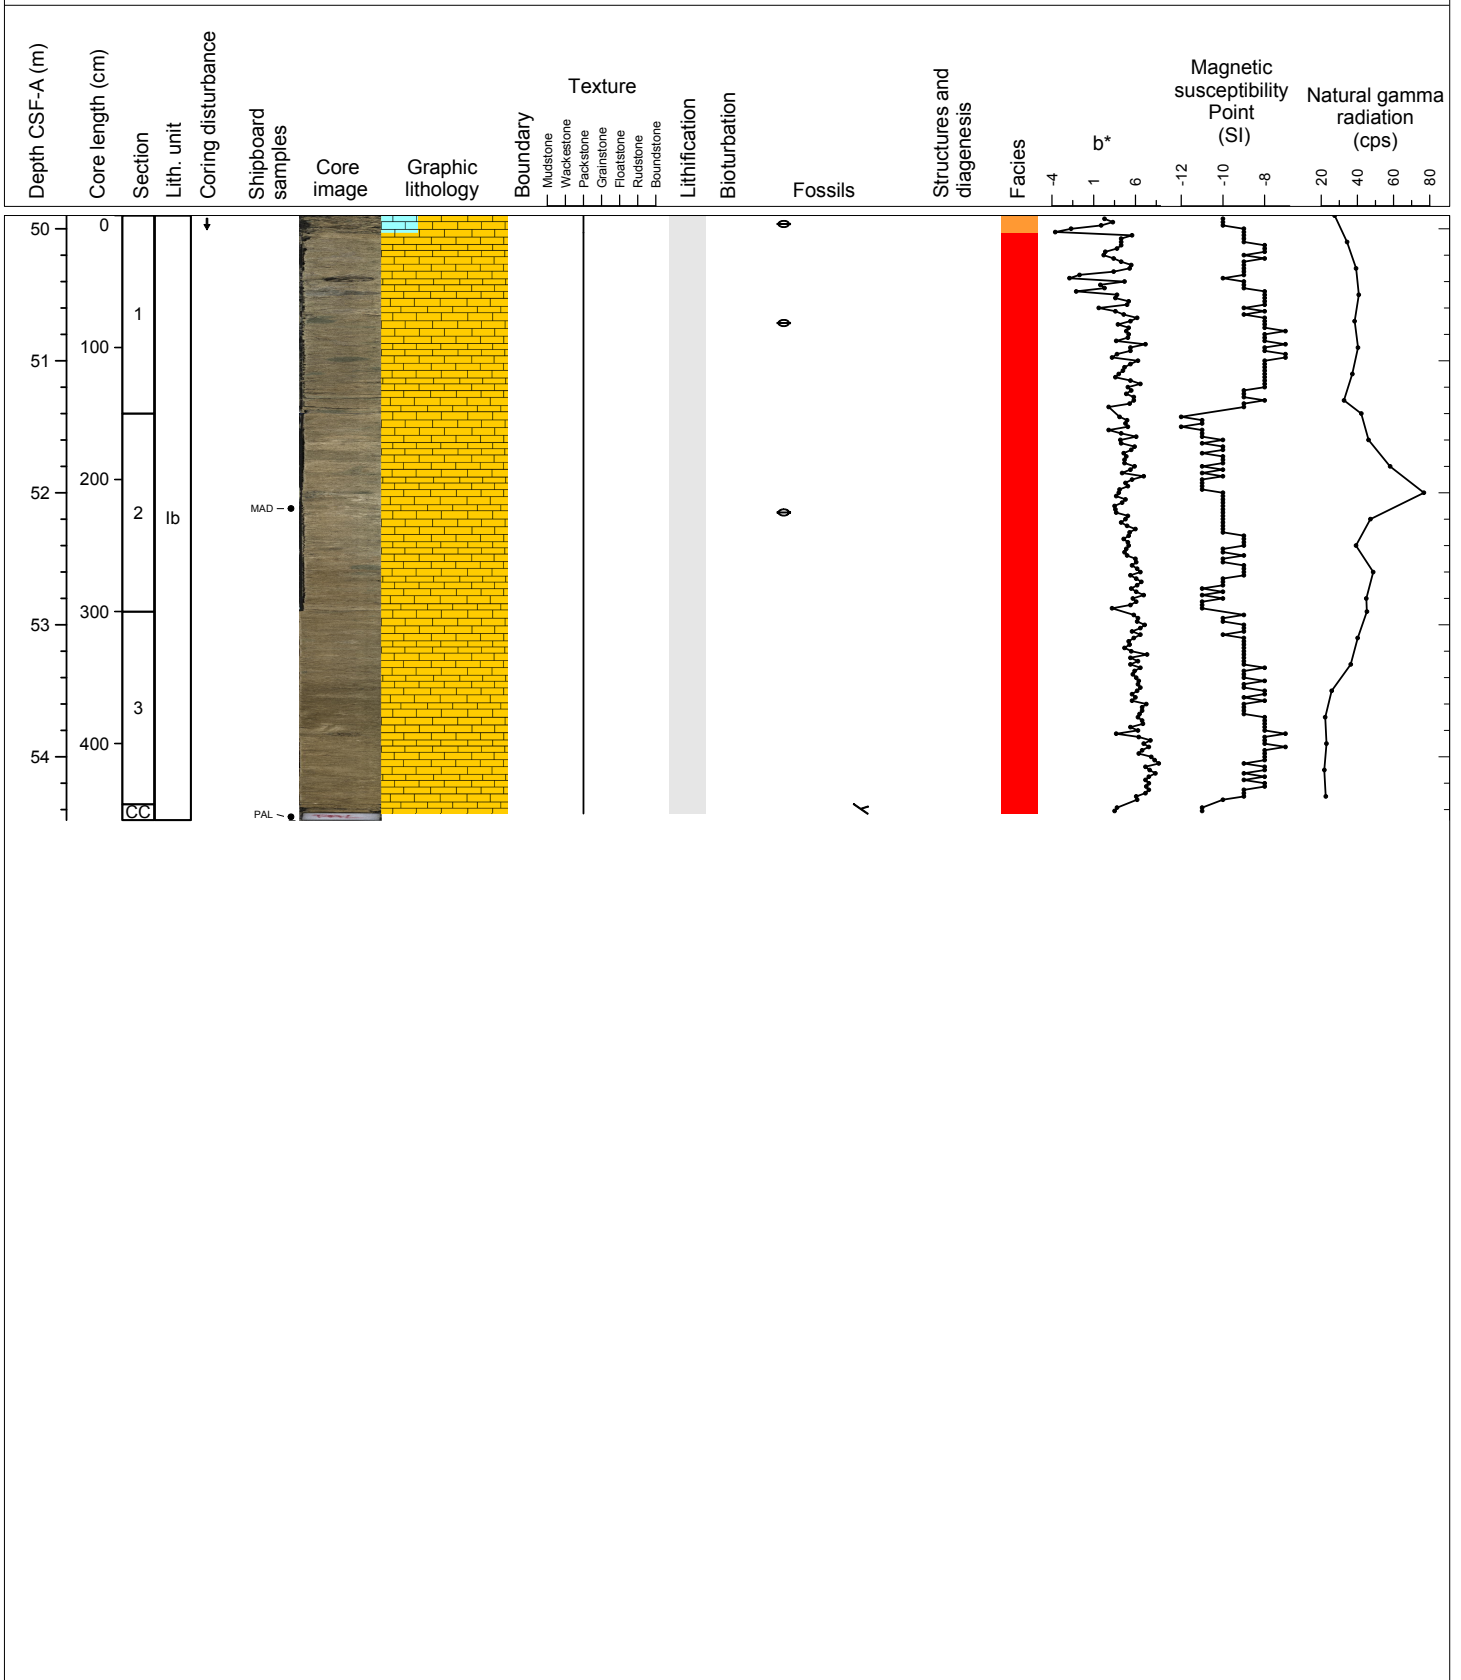 Depth CSF-A (m)
Core length (cm)
Section
Lith. unit
Coring disturbance
Shipboard
samples
Core
image
Graphic
lithology
Boundary
Texture
Mudstone
Wackestone
Packstone
Grainstone
Floatstone
Rudstone
Boundstone
Lithification
Bioturbation
Fossils
Structures and
diagenesis
Facies
b*
-4 1 6
Magnetic
susceptibility
Point
(SI)
-12 -10 -8
Natural gamma
radiation
(cps)
20 40 60 80
50
51
52
53
54
0
100
200
300
400
1
2
3
CC
Ib
MAD
PAL